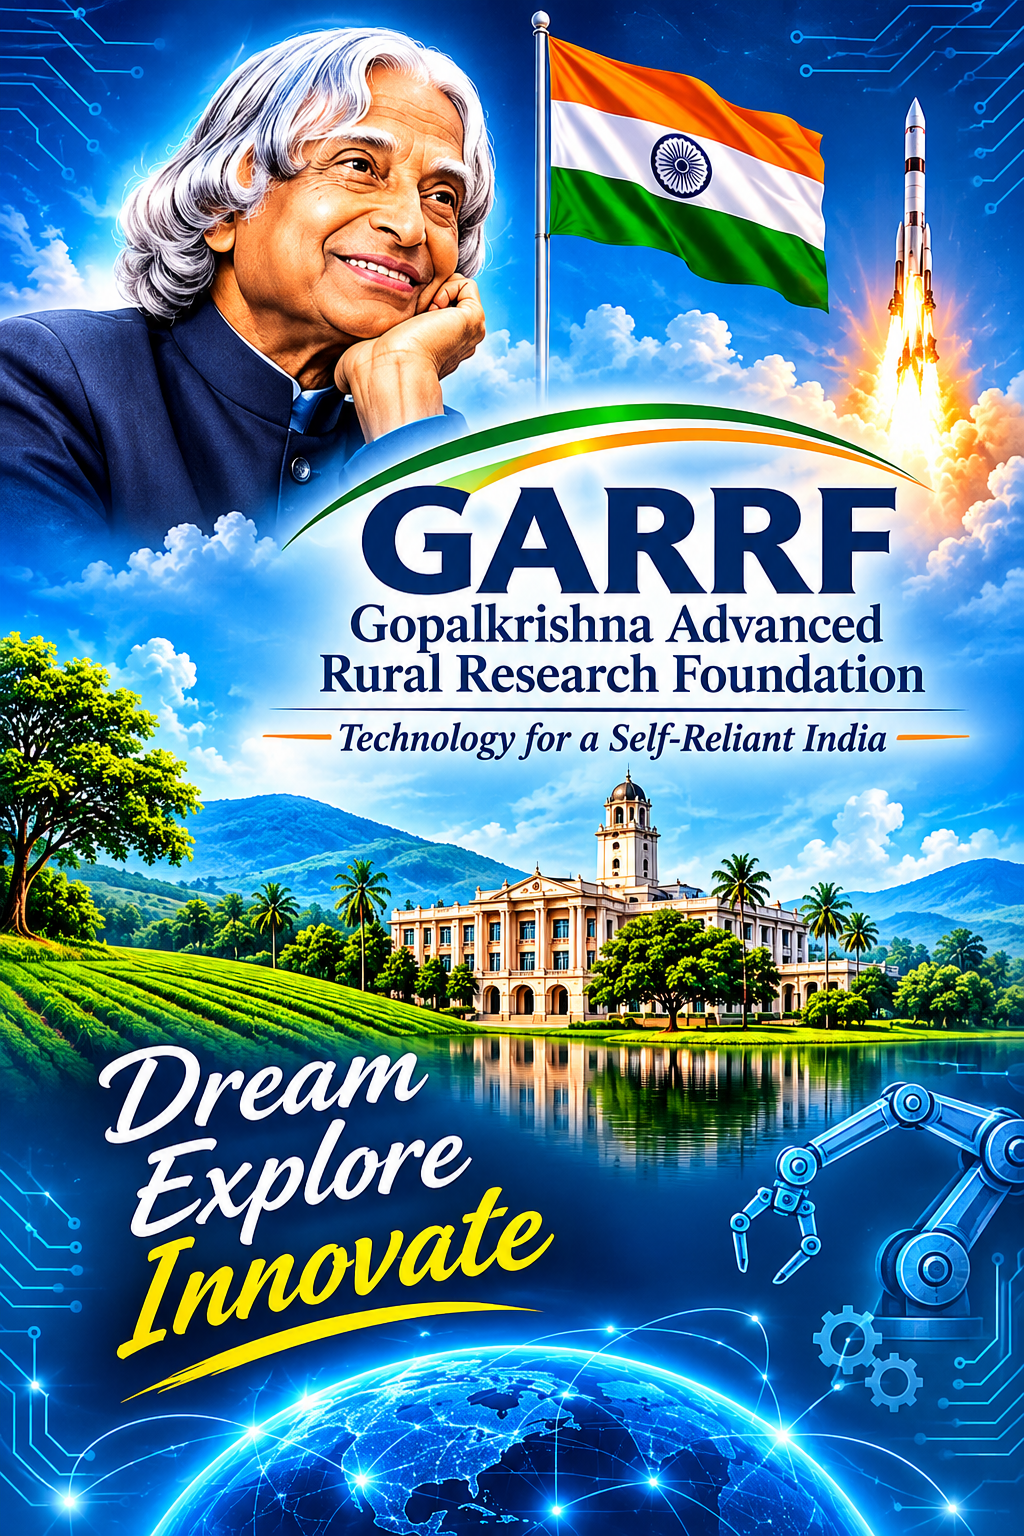 GARRF
Gopalkrishna Advanced
Rural Research Foundation
Technology for a Self-Reliant India
Dream
Explore
Innovate